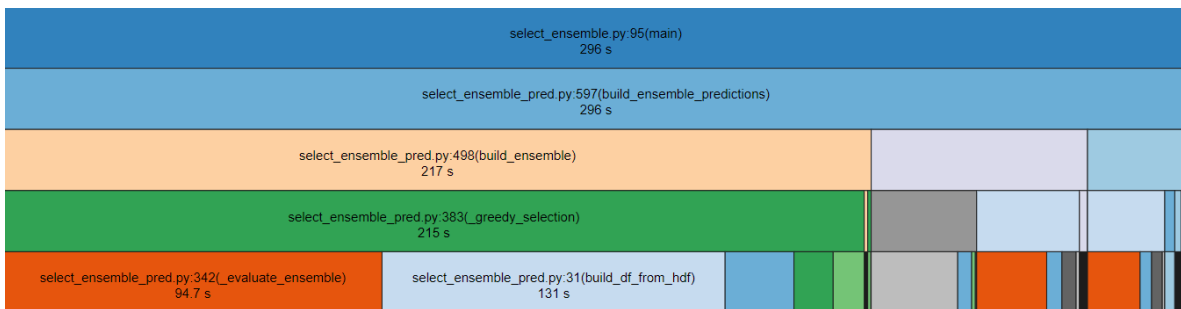 select_ensemble.py:95(main)
296 s
select_ensemble_pred.py:597(build_ensemble_predictions)
296 s
select_ensemble_pred.py:498(build_ensemble)
217 s
select_ensemble_pred.py:383(_greedy_selection)
215 s
select_ensemble_pred.py:342(_evaluate_ensemble)
94.7 s
select_ensemble_pred.py:31(build_df_from_hdf)
131 s